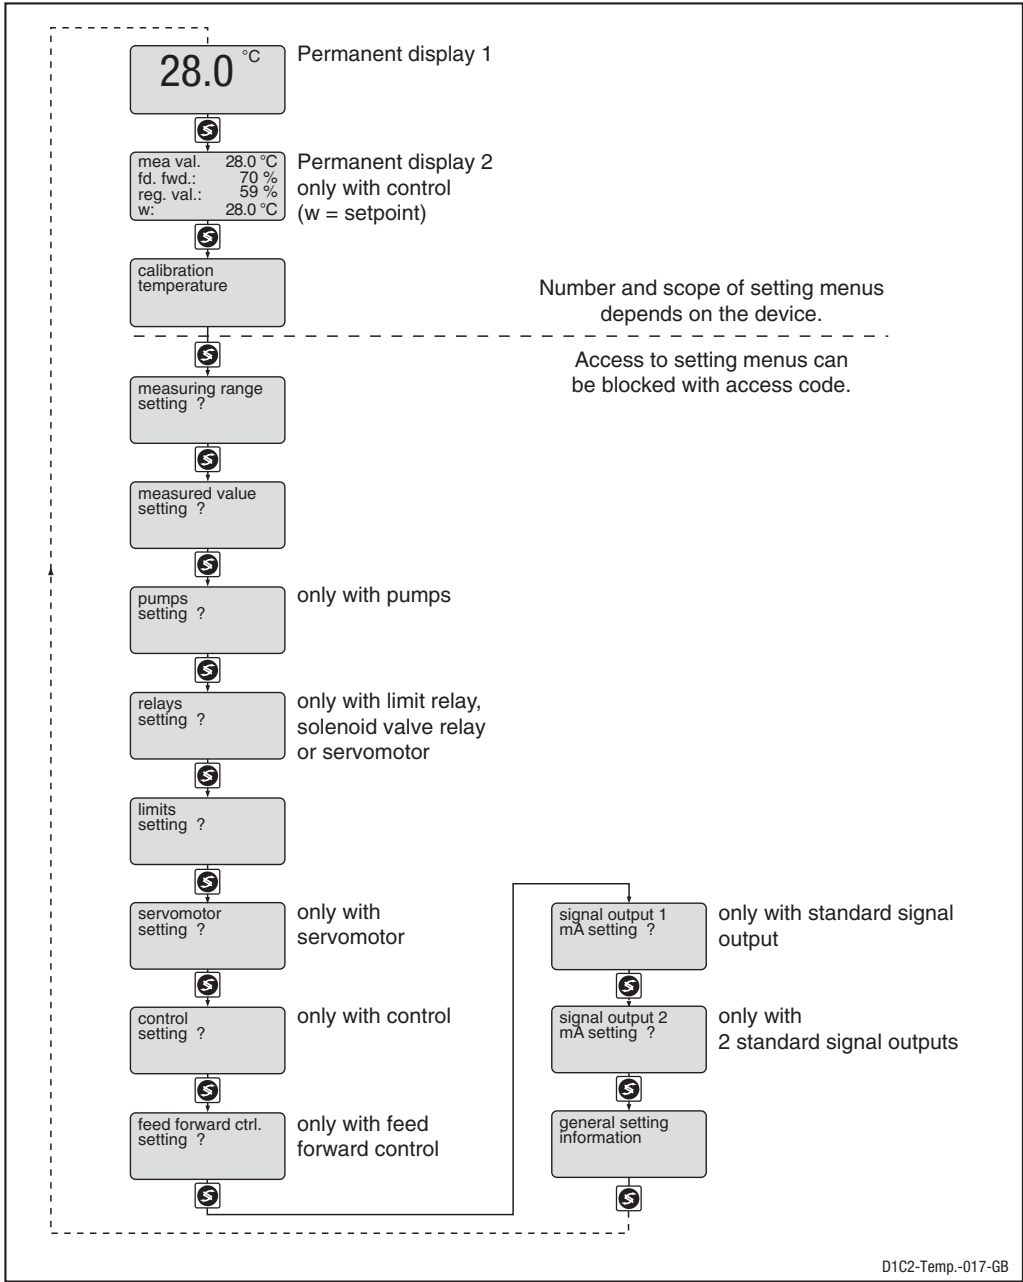 28.0 °C
Permanent display 1
mea val. 28.0 °C
fd. fwd.: 70 %
reg. val.: 59 %
w: 28.0 °C
Permanent display 2
only with control
(w = setpoint)
calibration
temperature
Number and scope of setting menus
depends on the device.
Access to setting menus can
be blocked with access code.
measuring range
setting ?
measured value
setting ?
pumps
setting ?
only with pumps
relays
setting ?
only with limit relay,
solenoid valve relay
or servomotor
limits
setting ?
servomotor
setting ?
only with
servomotor
control
setting ?
only with control
feed forward ctrl.
setting ?
only with feed
forward control
signal output 1
mA setting ?
only with standard signal
output
signal output 2
mA setting ?
only with
2 standard signal outputs
general setting
information
D1C2-Temp.-017-GB